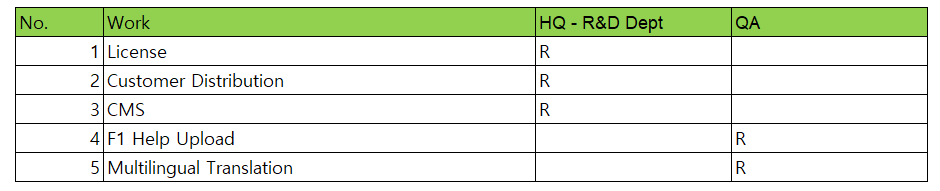 No. Work HQ - R&D Dept QA
1 License R
2 Customer Distribution R
3 CMS R
4 F1 Help Upload R
5 Multilingual Translation R